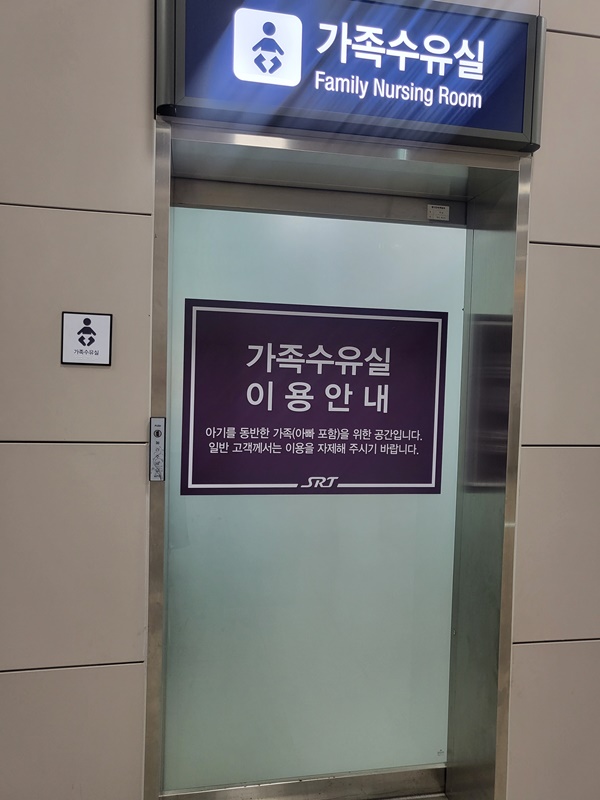 가족수유실
Family Nursing Room
가족수유실
가족수유실
이용안내
아기를 동반한 가족(아빠 포함)을 위한 공간입니다.
일반 고객께서는 이용을 자제해 주시기 바랍니다.
SRT